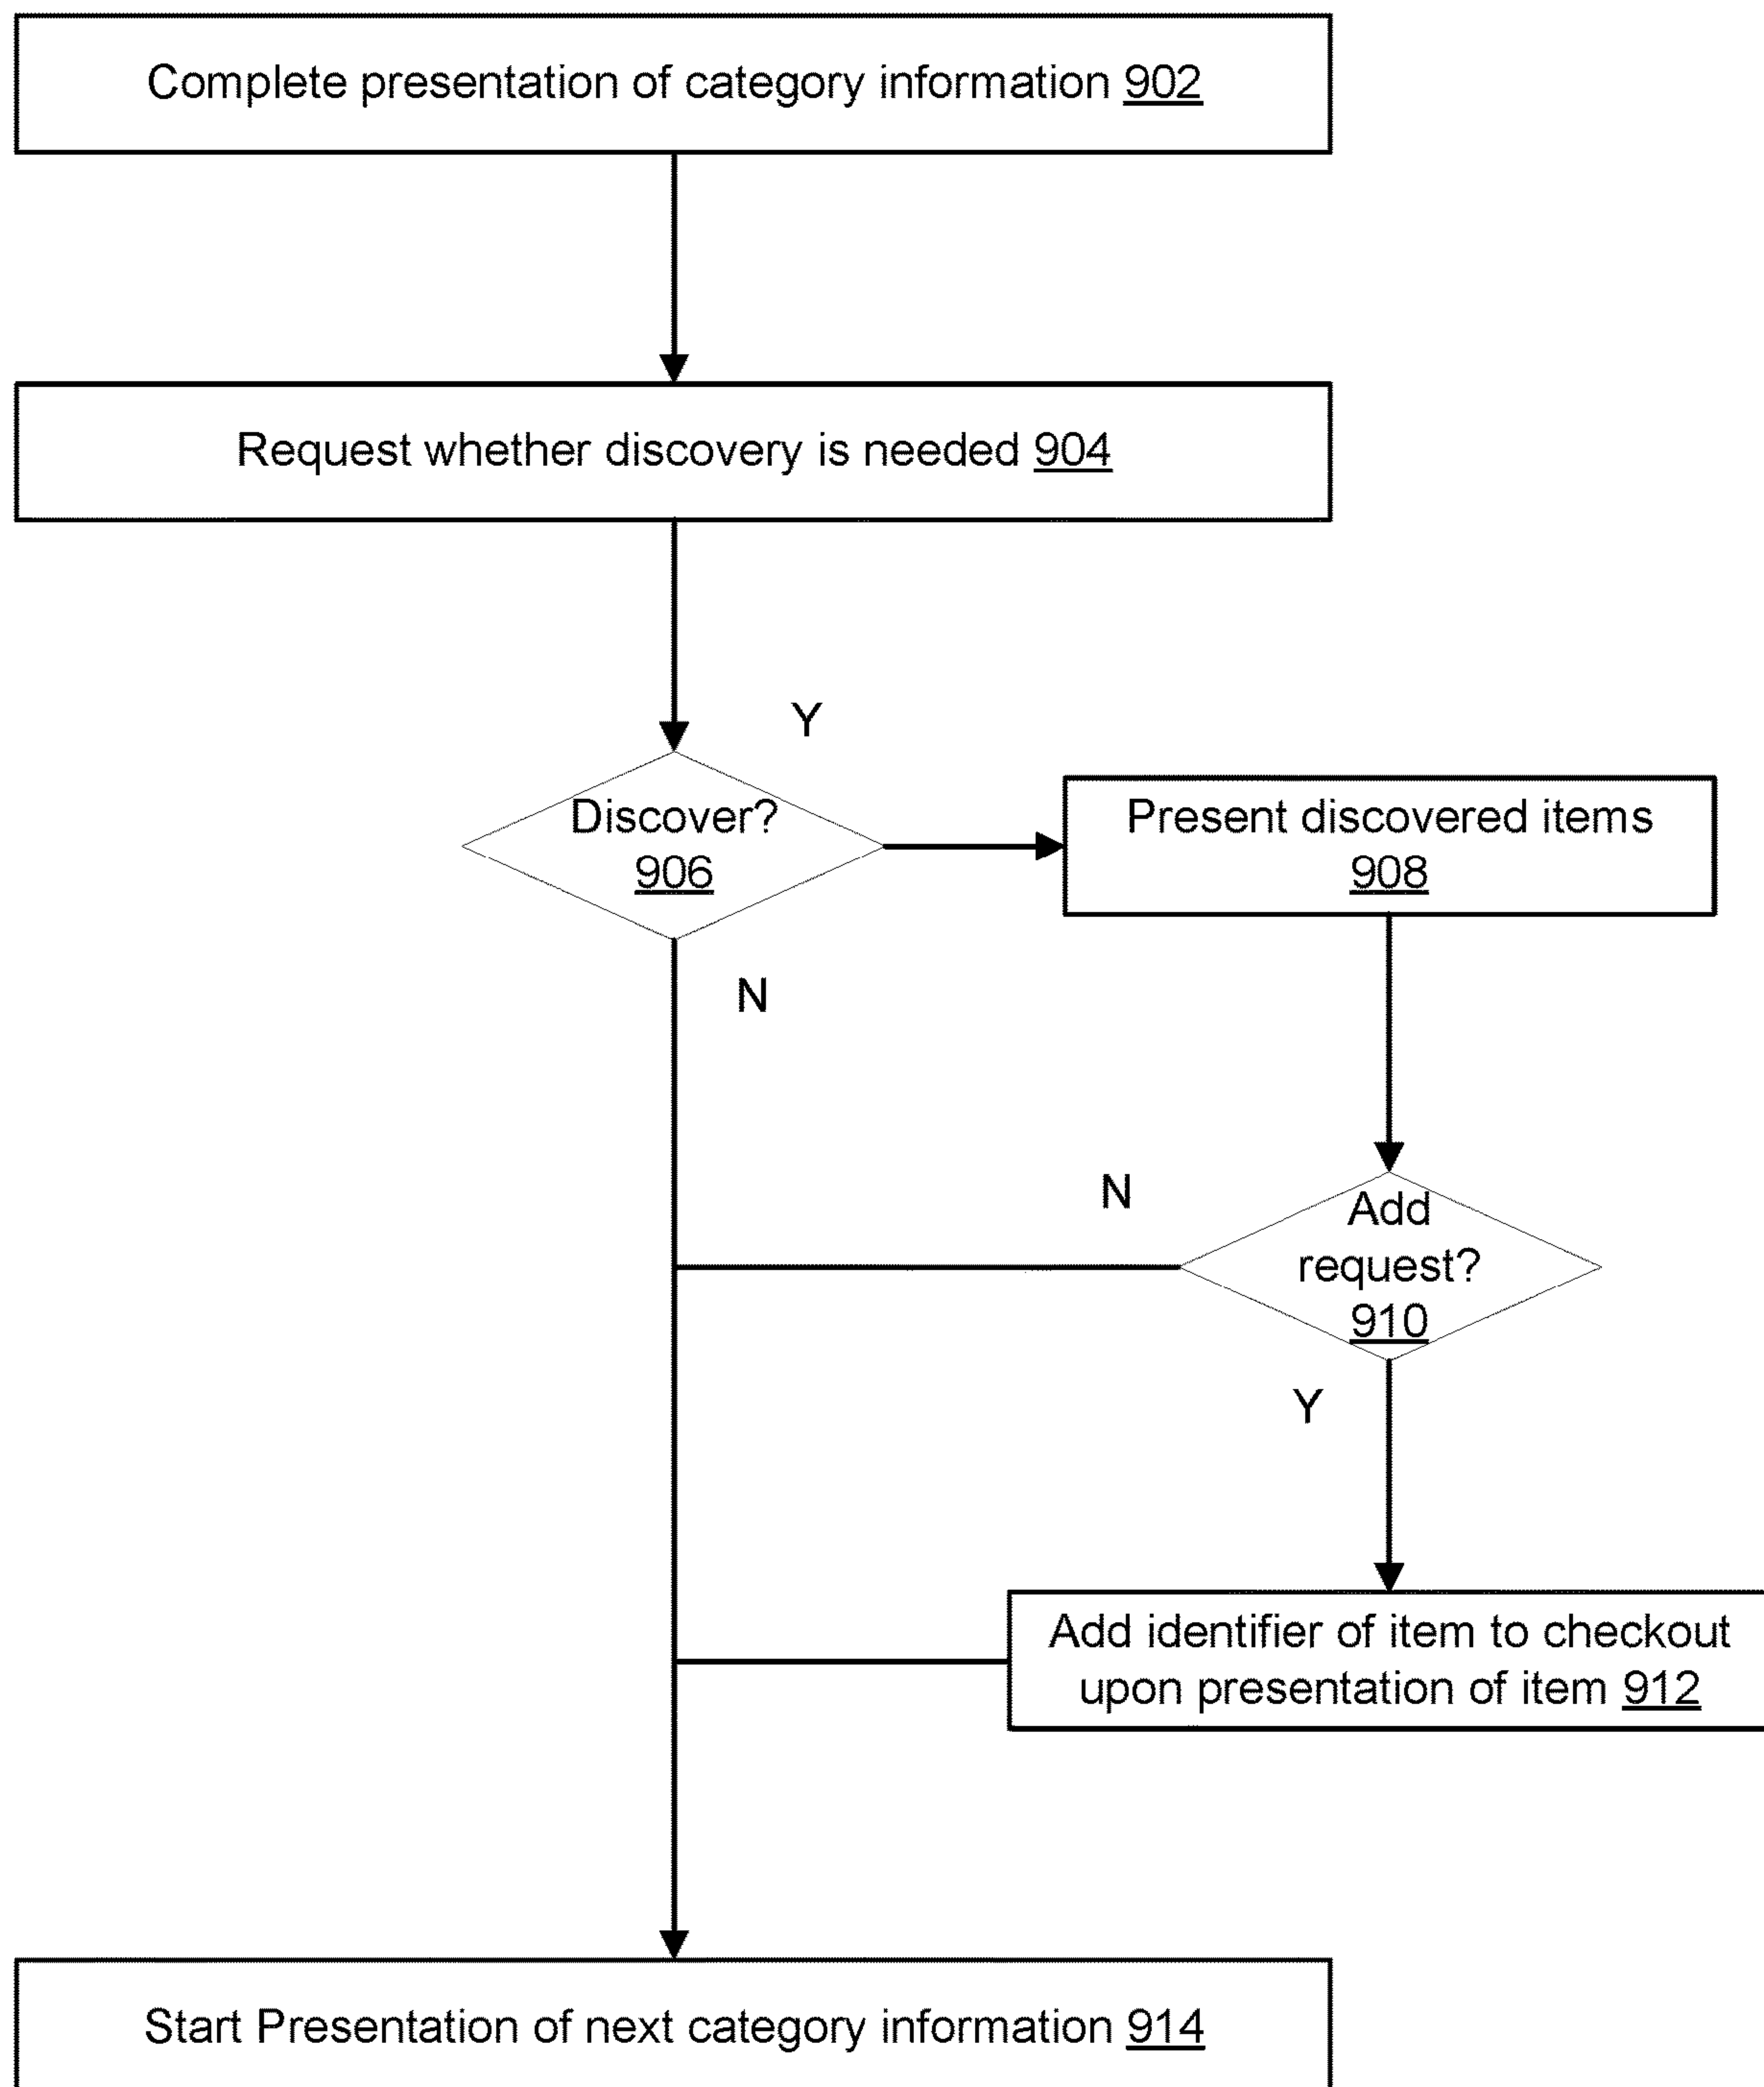 Complete presentation of category information 902
Request whether discovery is needed 904
Y
Discover?
906
Present discovered items
908
N
N
Add
request?
910
Y
Add identifier of item to checkout
upon presentation of item 912
Start Presentation of next category information 914